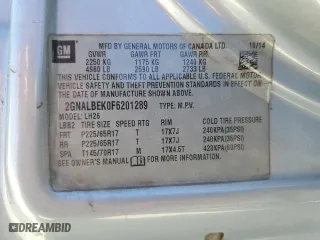 GM
MFD BY GENERAL MOTORS OF CANADA LTD. 10/14
GVWR GAWR FRT GAWR RR
2250 KG 1175 KG 1240 KG
4960 LB 2590 LB 2733 LB
THIS VEHICLE CONFORMS TO ALL APPLICABLE U.S. FEDERAL MOTOR
VEHICLE SAFETY AND THEFT PREVENTION STANDARDS IN EFFECT ON
THE DATE OF MANUFACTURE SHOWN ABOVE.
2GNALBEK0F6201289 TYPE: M.P.V.
MODEL: LH26
L862 TIRE SIZE SPEED RTG RIM COLD TIRE PRESSURE
FRT P225/65R17 T 17X7J 240KPA(35PSI)
RR P225/65R17 T 17X7J 240KPA(35PSI)
SPA T145/70R17 M 17X4.5T 420KPA(60PSI)
SEE OWNER'S MANUAL FOR ADDITIONAL INFORMATION.
AUTOBIDMASTER